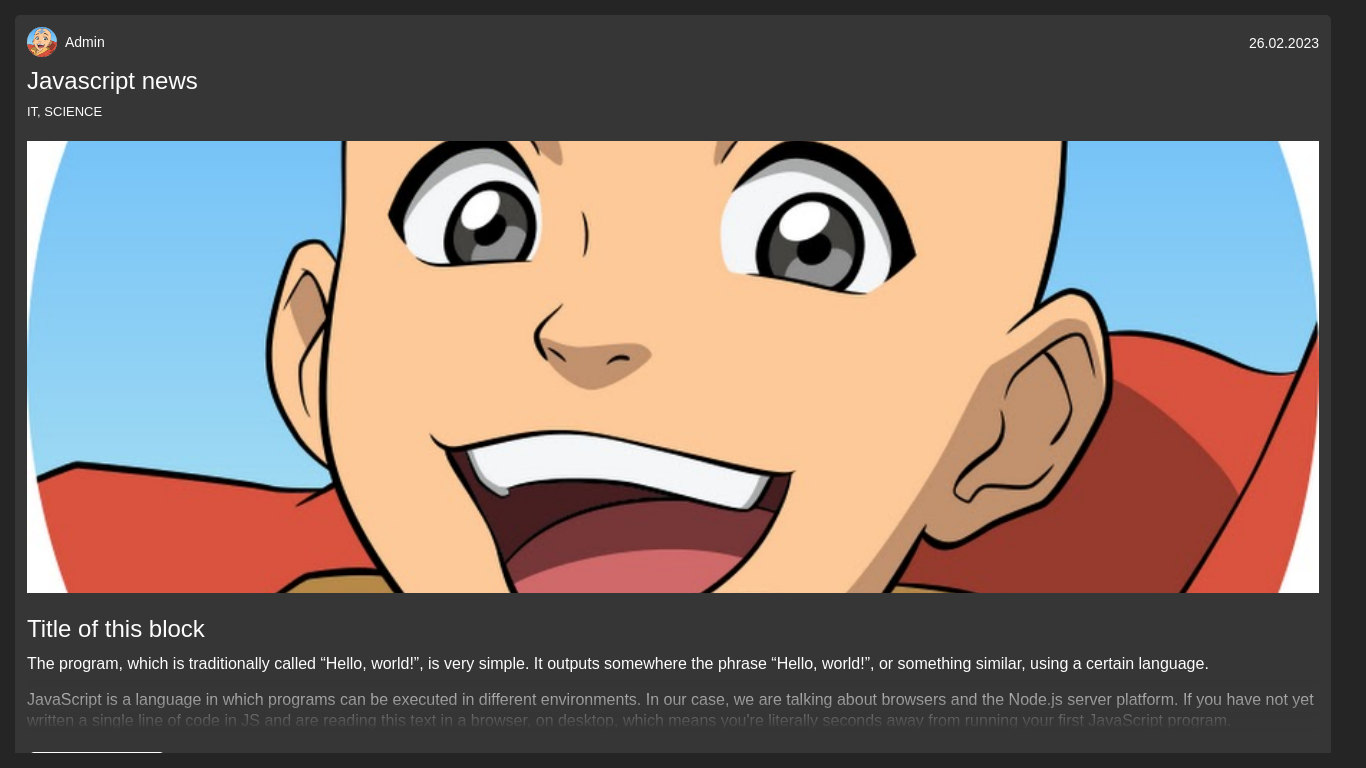 Admin
26.02.2023
Javascript news
IT, SCIENCE
Title of this block
The program, which is traditionally called “Hello, world!”, is very simple. It outputs somewhere the phrase “Hello, world!”, or something similar, using a certain language.
JavaScript is a language in which programs can be executed in different environments. In our case, we are talking about browsers and the Node.js server platform. If you have not yet
written a single line of code in JS and are reading this text in a browser, on desktop, which means you're literally seconds away from running your first JavaScript program.